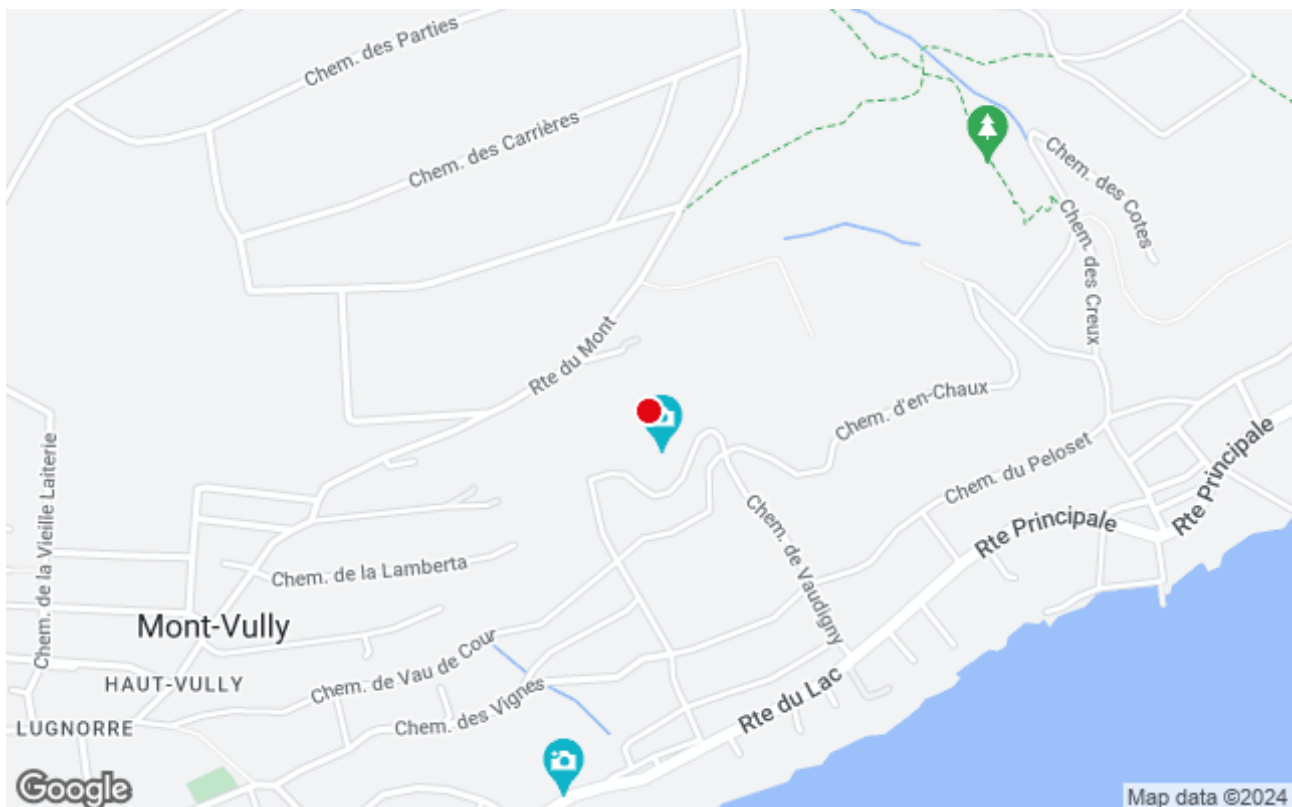 Chem. des Parties
Chem. des Carrières
Chem. des Cotes
Chem. des Creux
Rte du Mont
Chem. d'en-Chaux
Chem. de la Vieille Laiterie
Chem. du Peloset
Rte Principale
Rte Principale
Chem. de la Lamberta
Chem. de Vaudigny
Mont-Vully
Chem. de Vau de Cour
HAUT-VULLY
Chem. des Vignes
Rte du Lac
LUGNORRE
Google
Map data ©2024